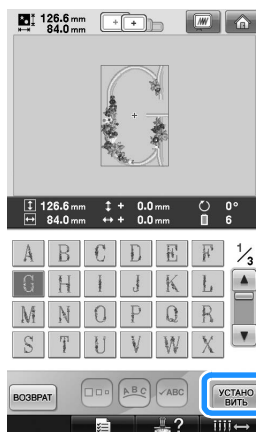 126.6 mm
84.0 mm
126.6 mm + 0.0 mm 0°
84.0 mm + 0.0 mm 6
A B C D E F 1/3
G H I J K L
M N O P Q R
S T U V W X
ВОЗВРАТ ABC ABC УСТАНО
ВИТЬ
?